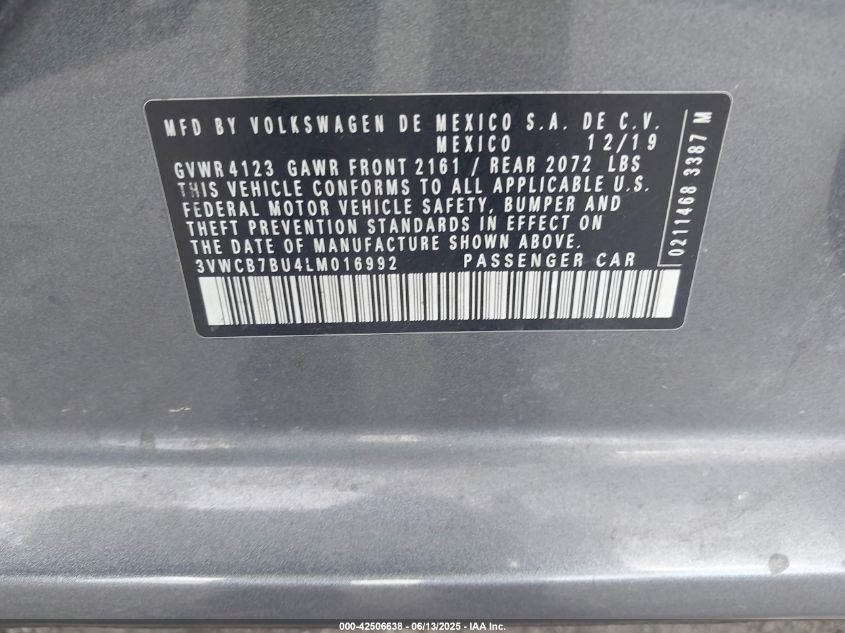 MFD BY VOLKSWAGEN DE MEXICO S.A. DE C.V.
MEXICO 12/19
GVWR 4123 GAWR FRONT 2161 / REAR 2072 LBS
THIS VEHICLE CONFORMS TO ALL APPLICABLE U.S.
FEDERAL MOTOR VEHICLE SAFETY, BUMPER AND
THEFT PREVENTION STANDARDS IN EFFECT ON
THE DATE OF MANUFACTURE SHOWN ABOVE.
3VWCB7BU4LM016992 PASSENGER CAR
0211468 3387 M
000-42506638 - 06/13/2025 - IAA Inc.